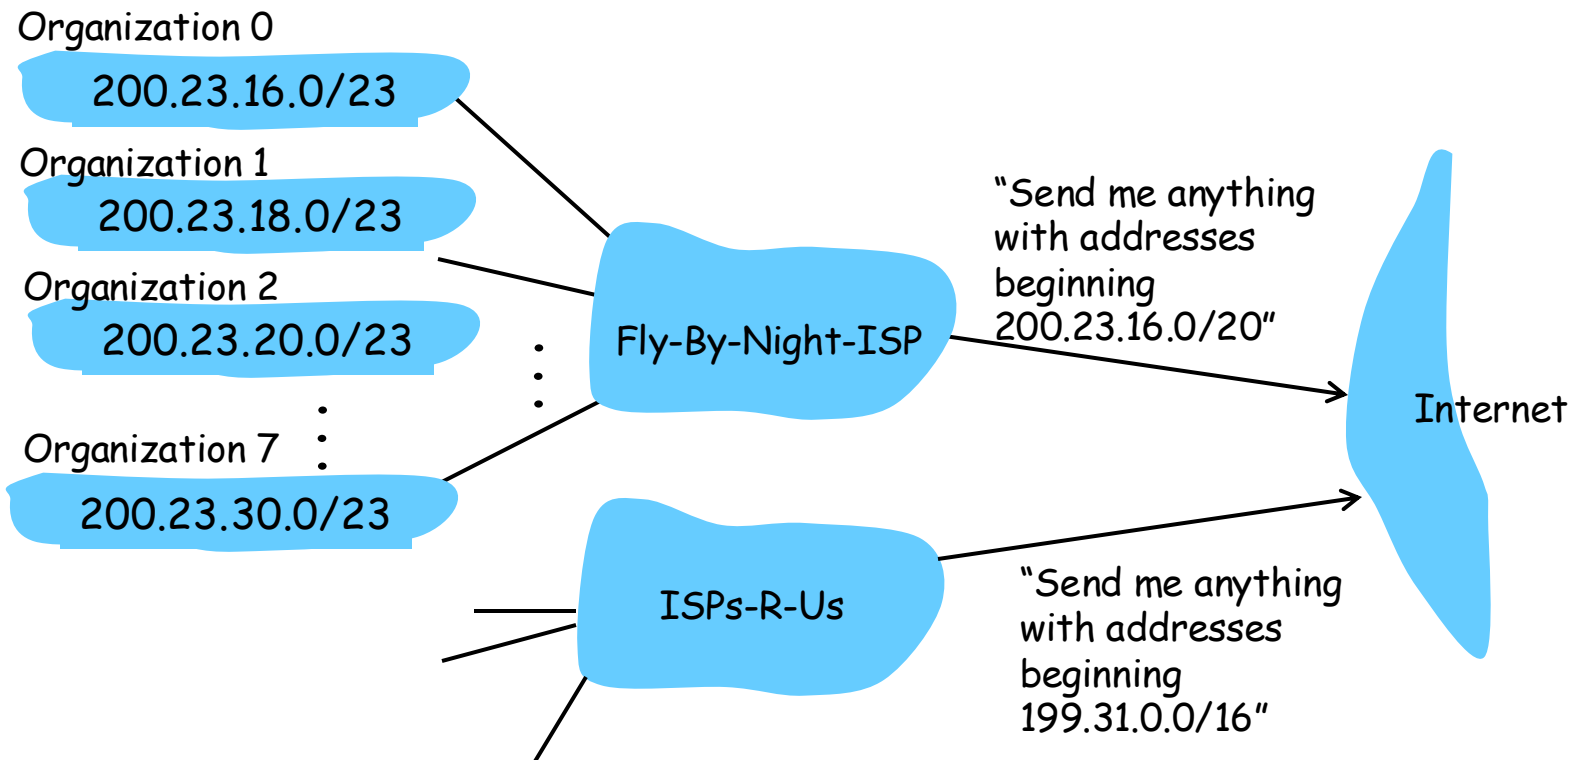 Organization 0
200.23.16.0/23
Organization 1
200.23.18.0/23
Organization 2
200.23.20.0/23
Organization 7
200.23.30.0/23
Fly-By-Night-ISP
ISPs-R-Us
“Send me anything
with addresses
beginning
200.23.16.0/20”
“Send me anything
with addresses
beginning
199.31.0.0/16”
Internet